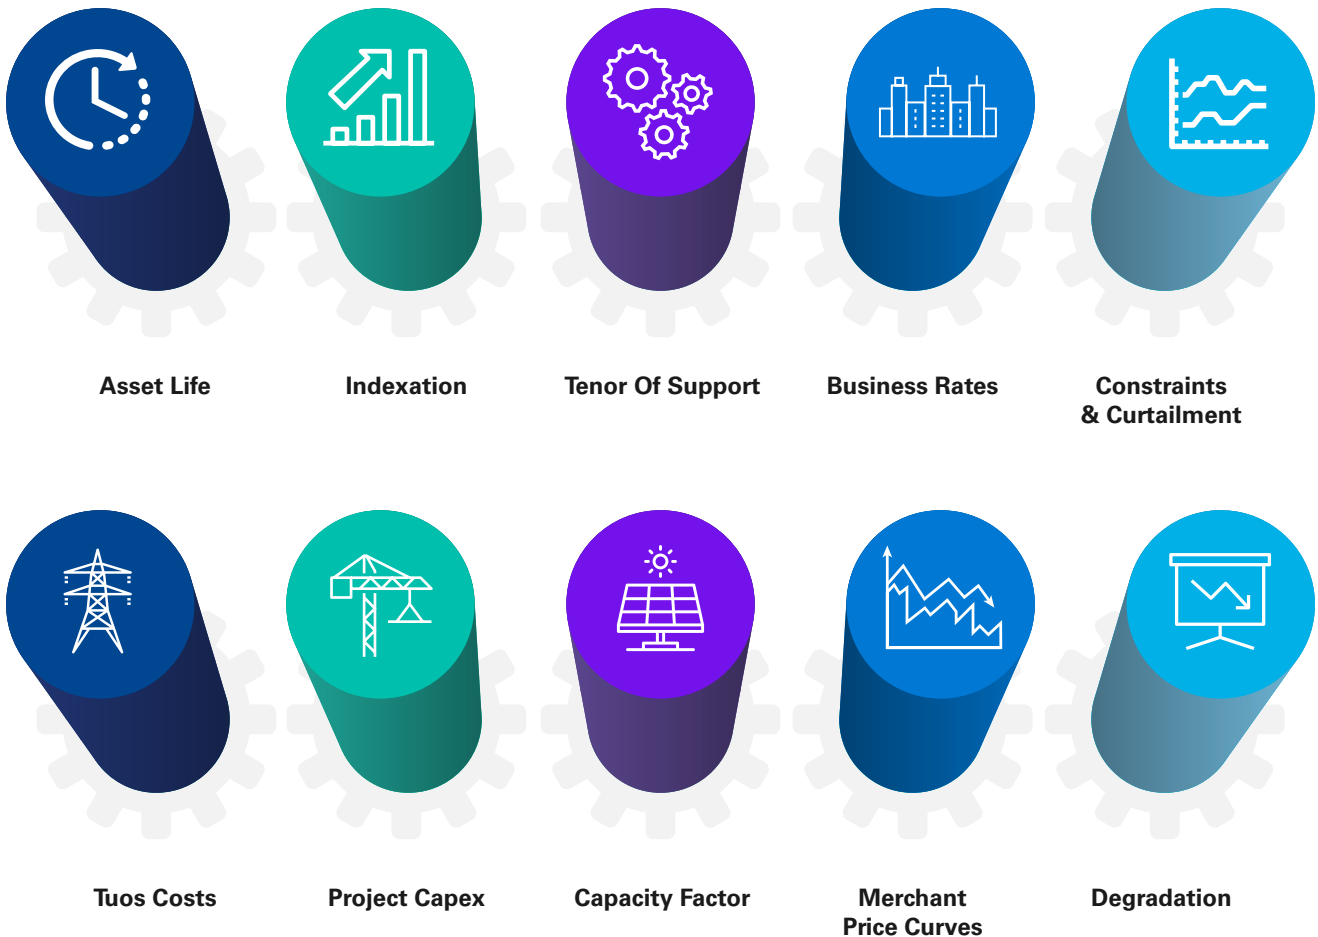 Asset Life
Indexation
Tenor Of Support
Business Rates
Constraints
& Curtailment
Tuos Costs
Project Capex
Capacity Factor
Merchant
Price Curves
Degradation